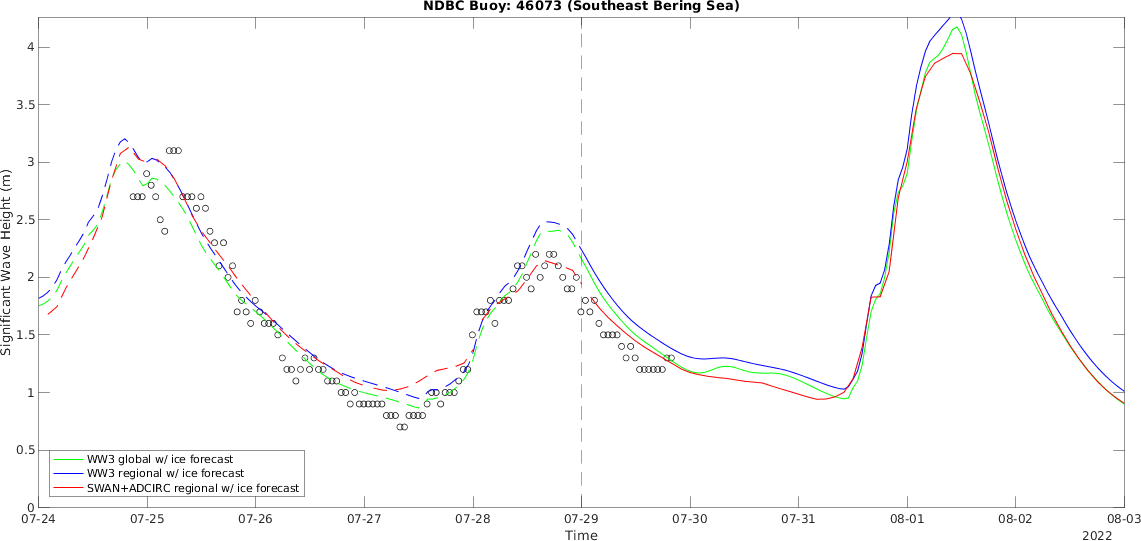 NDBC Buoy: 46073 (Southeast Bering Sea)
Significant Wave Height (m)
4
3.5
3
2.5
2
1.5
1
0.5
0
WW3 global w/ ice forecast
WW3 regional w/ ice forecast
SWAN+ADCIRC regional w/ ice forecast
07-24 07-25 07-26 07-27 07-28 07-29 07-30 07-31 08-01 08-02 08-03
Time
2022